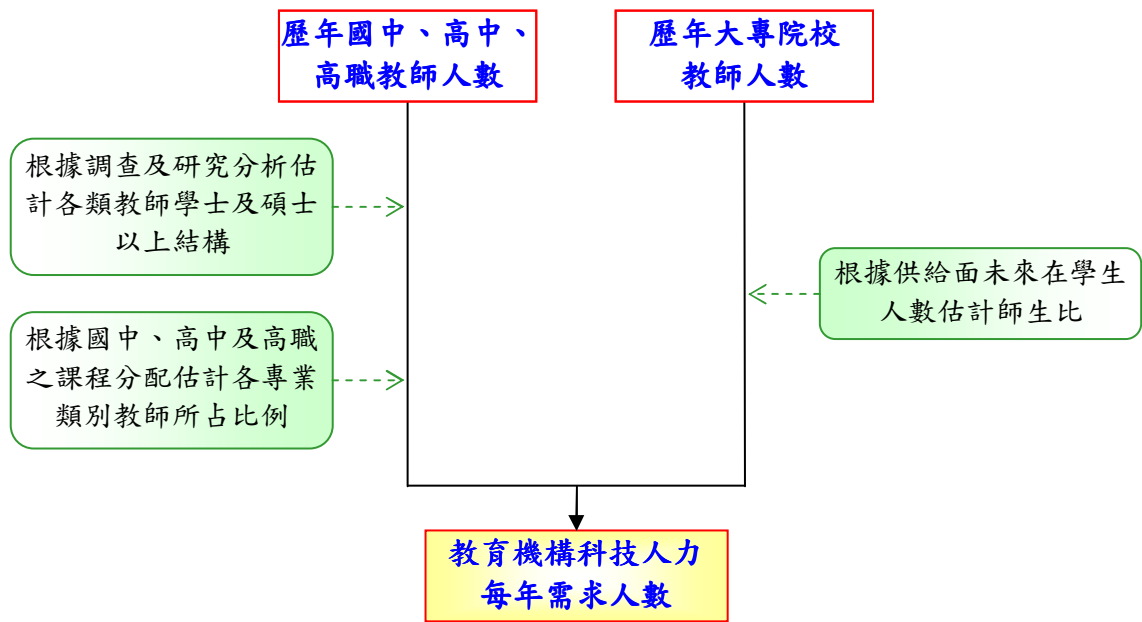 歷年國中、高中、
高職教師人數
歷年大專院校
教師人數
根據調查及研究分析估
計各類教師學士及碩士
以上結構
根據供給面未來在學生
人數估計師生比
根據國中、高中及高職
之課程分配估計各專業
類別教師所占比例
教育機構科技人力
每年需求人數